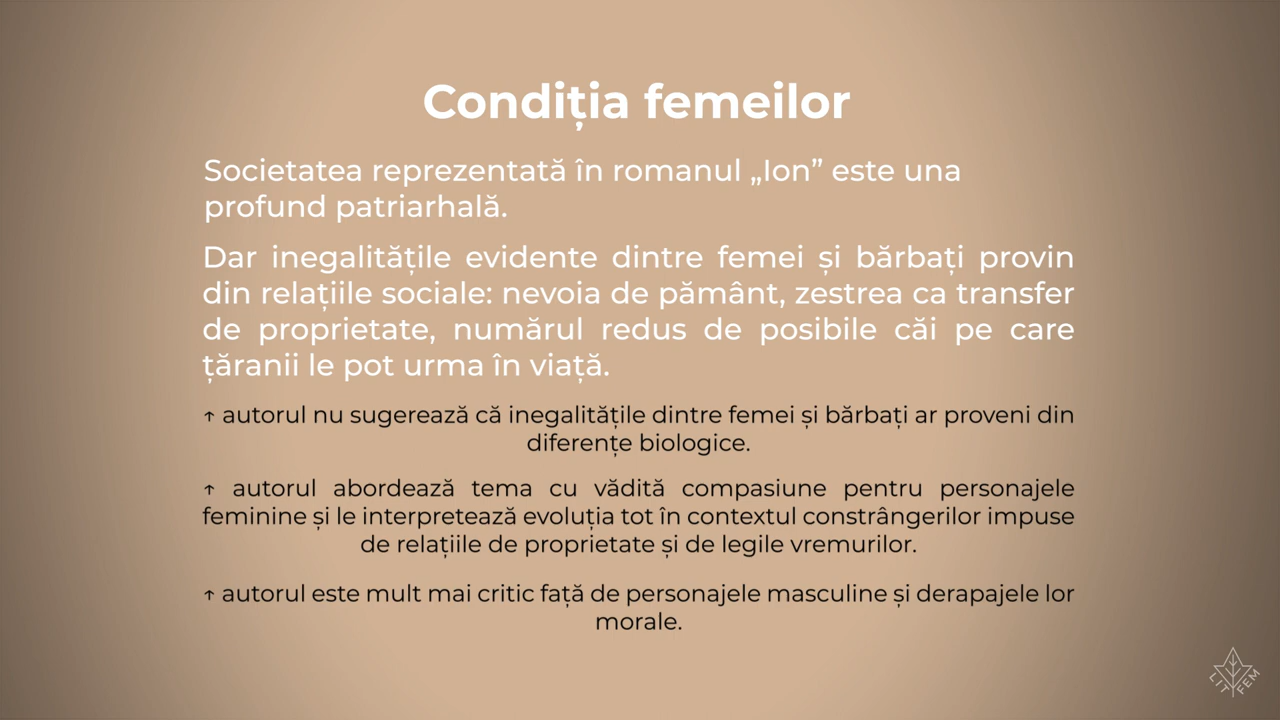 Condiția femeilor
Societatea reprezentată în romanul „Ion” este una
profund patriarhală.
Dar inegalitățile evidente dintre femei și bărbați provin
din relațiile sociale: nevoia de pământ, zestrea ca transfer
de proprietate, numărul redus de posibile căi pe care
țăranii le pot urma în viață.
↑ autorul nu sugerează că inegalitățile dintre femei și bărbați ar proveni din
diferențe biologice.
↑ autorul abordează tema cu vădită compasiune pentru personajele
feminine și le interpretează evoluția tot în contextul constrângerilor impuse
de relațiile de proprietate și de legile vremurilor.
↑ autorul este mult mai critic față de personajele masculine și derapajele lor
morale.
LIT FEM